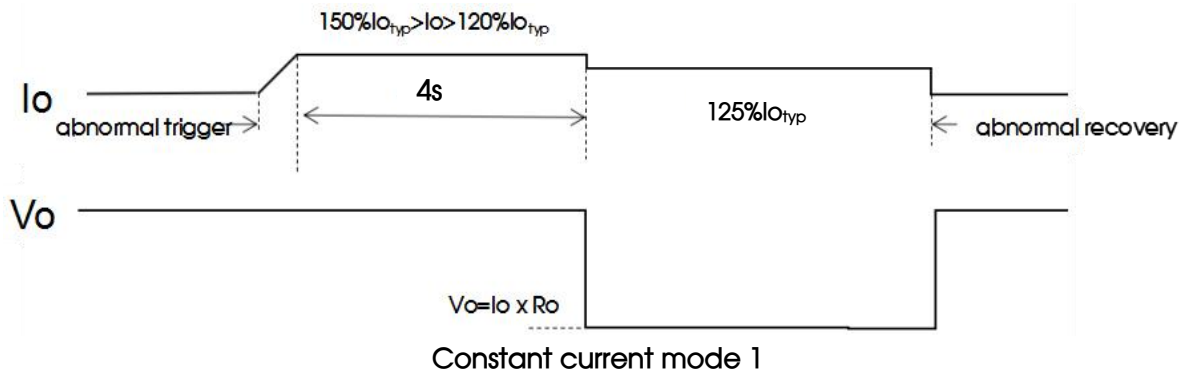 150%Io_typ>Io>120%Io_typ
Io
4s
125%Io_typ
abnormal trigger
abnormal recovery
Vo
Vo=Io x Ro
Constant current mode 1